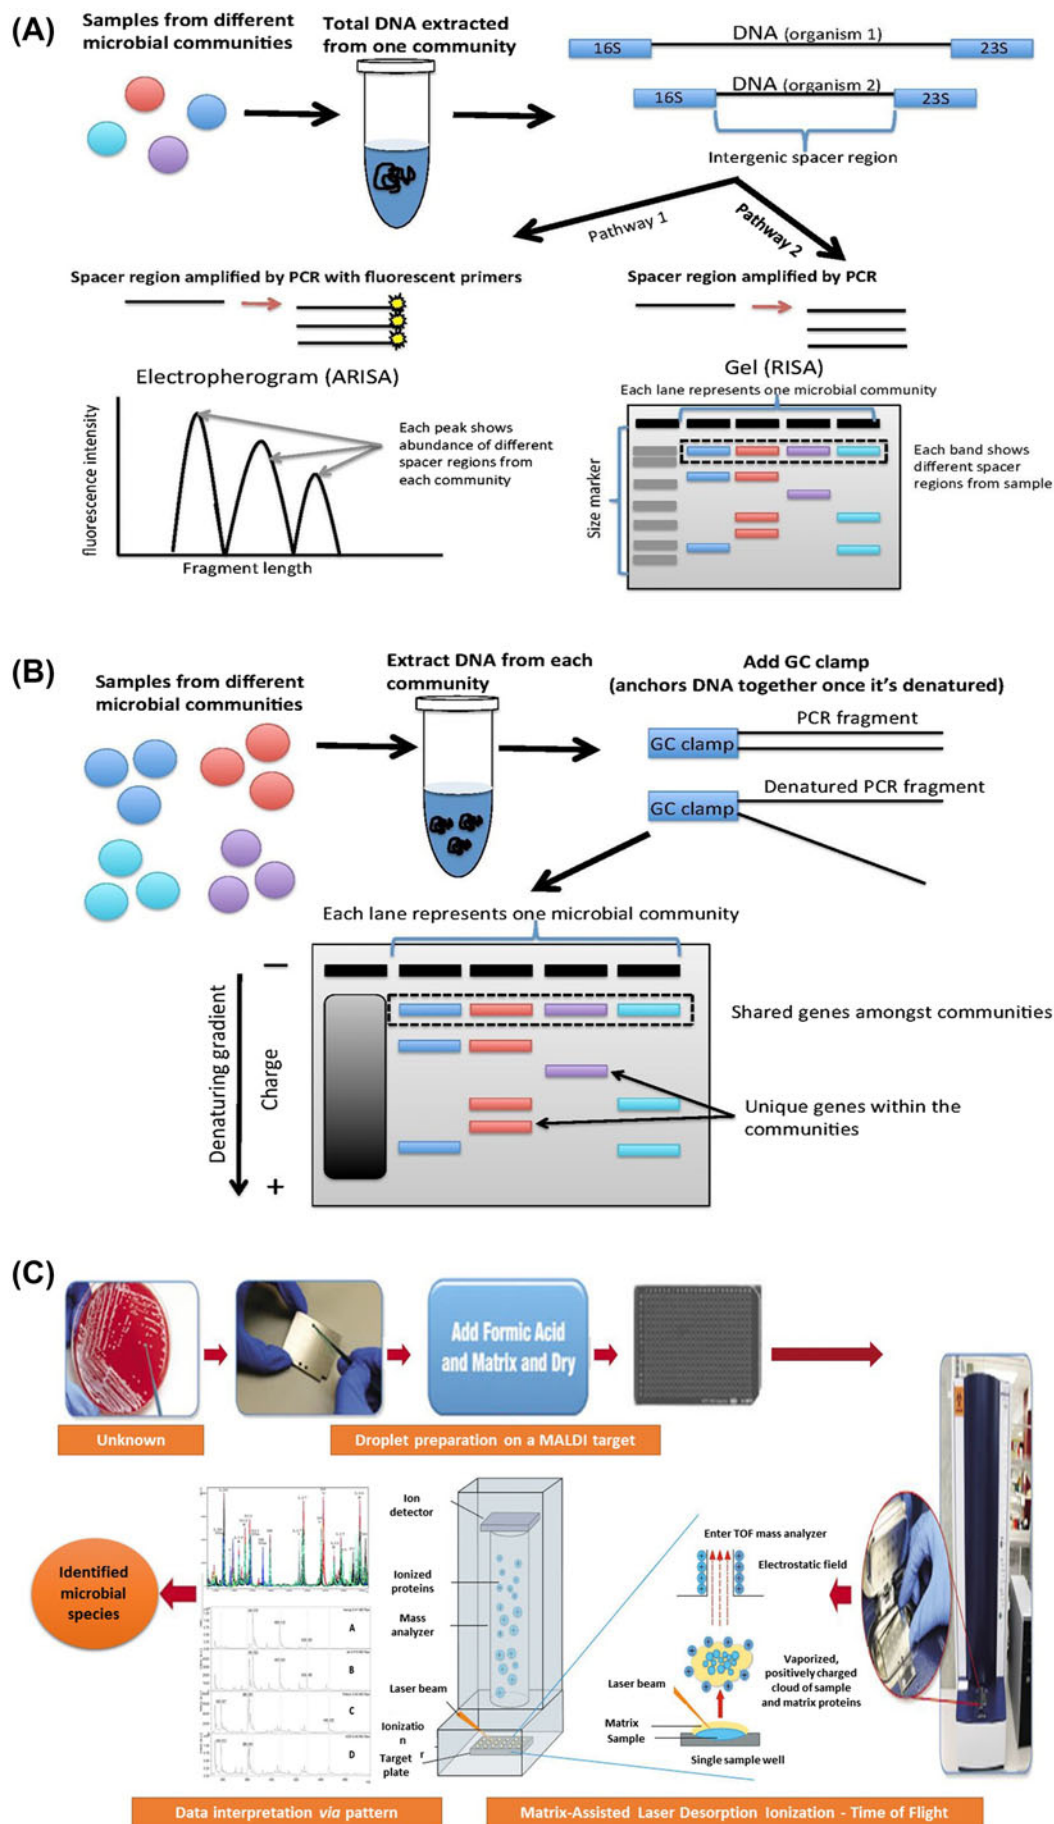 (A)
Samples from different
microbial communities
Total DNA extracted
from one community
DNA (organism 1)
16S
23S
DNA (organism 2)
16S
23S
Intergenic spacer region
Pathway 1
Pathway 2
Spacer region amplified by PCR with fluorescent primers
Spacer region amplified by PCR
Electropherogram (ARISA)
fluorescence intensity
Each peak shows
abundance of different
spacer regions from
each community
Fragment length
Gel (RISA)
Each lane represents one microbial community
Size marker
Each band shows
different spacer
regions from sample
(B)
Samples from different
microbial communities
Extract DNA from each
community
Add GC clamp
(anchors DNA together once it's denatured)
PCR fragment
GC clamp
Denatured PCR fragment
GC clamp
Each lane represents one microbial community
Denaturing gradient
Charge
−
+
Shared genes amongst communities
Unique genes within the
communities
(C)
Add Formic Acid
and Matrix and Dry
Unknown
Droplet preparation on a MALDI target
Identified
microbial
species
A
B
C
D
Ion
detector
Ionized
proteins
Mass
analyzer
Laser beam
Ionizatio
n
r
Target
plate
Enter TOF mass analyzer
Electrostatic field
Vaporized,
positively charged
cloud of sample
and matrix proteins
Laser beam
Matrix
Sample
Single sample well
Data interpretation via pattern
Matrix-Assisted Laser Desorption Ionization - Time of Flight